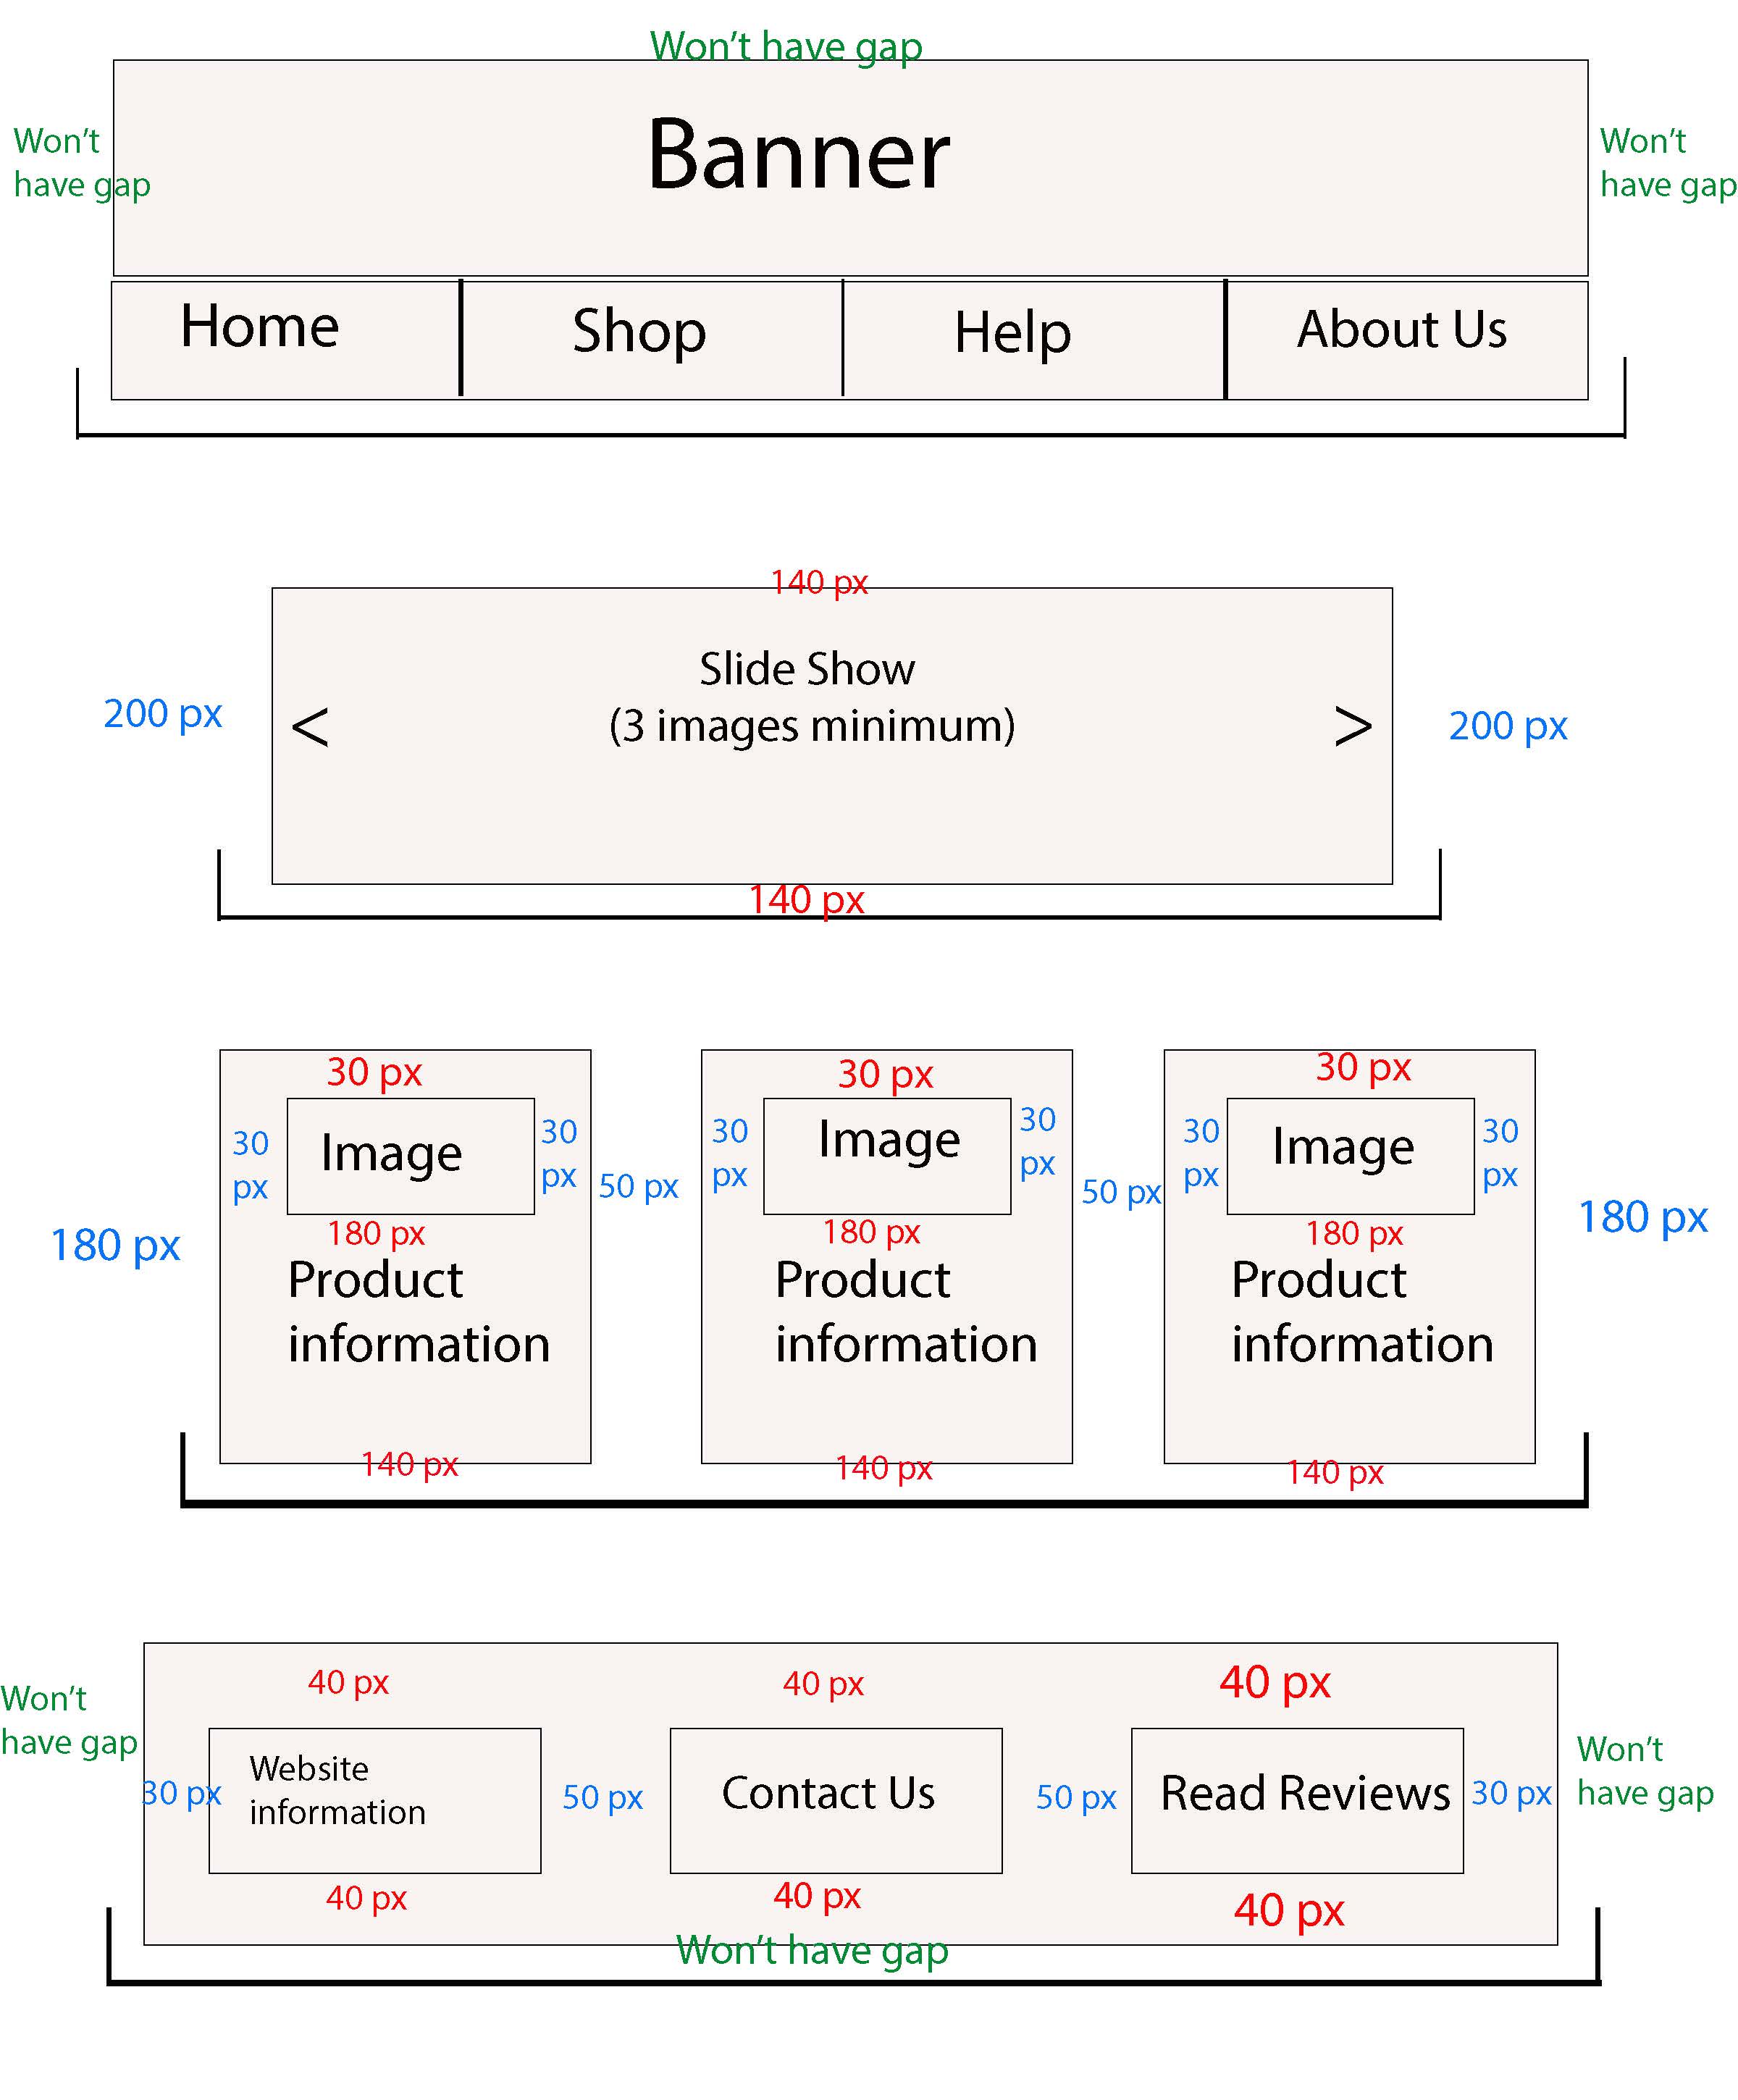 Won't have gap
Won't
have gap
Banner
Won't
have gap
Home
Shop
Help
About Us
140 px
200 px
<
Slide Show
(3 images minimum)
>
200 px
140 px
30 px
30 px
30 px
30
px
Image
30
px
50 px
30
px
Image
30
px
50 px
30
px
Image
30
px
180 px
180 px
180 px
180 px
180 px
Product
information
Product
information
Product
information
140 px
140 px
140 px
Won't
have gap
40 px
40 px
40 px
30 px
Website
information
50 px
Contact Us
50 px
Read Reviews
30 px
Won't
have gap
40 px
40 px
40 px
Won't have gap